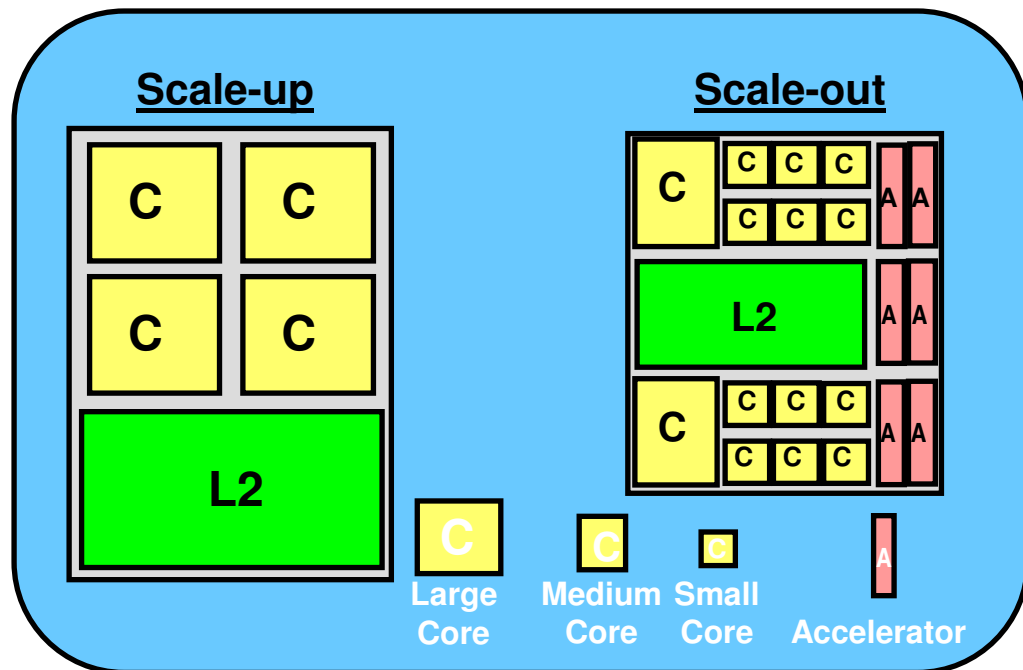 Scale-up
Scale-out
C C
C C
L2
C C C C A A
C C C
L2 A A
C C C C A A
C C C
C C C A
Large Core
Medium Core
Small Core
Accelerator